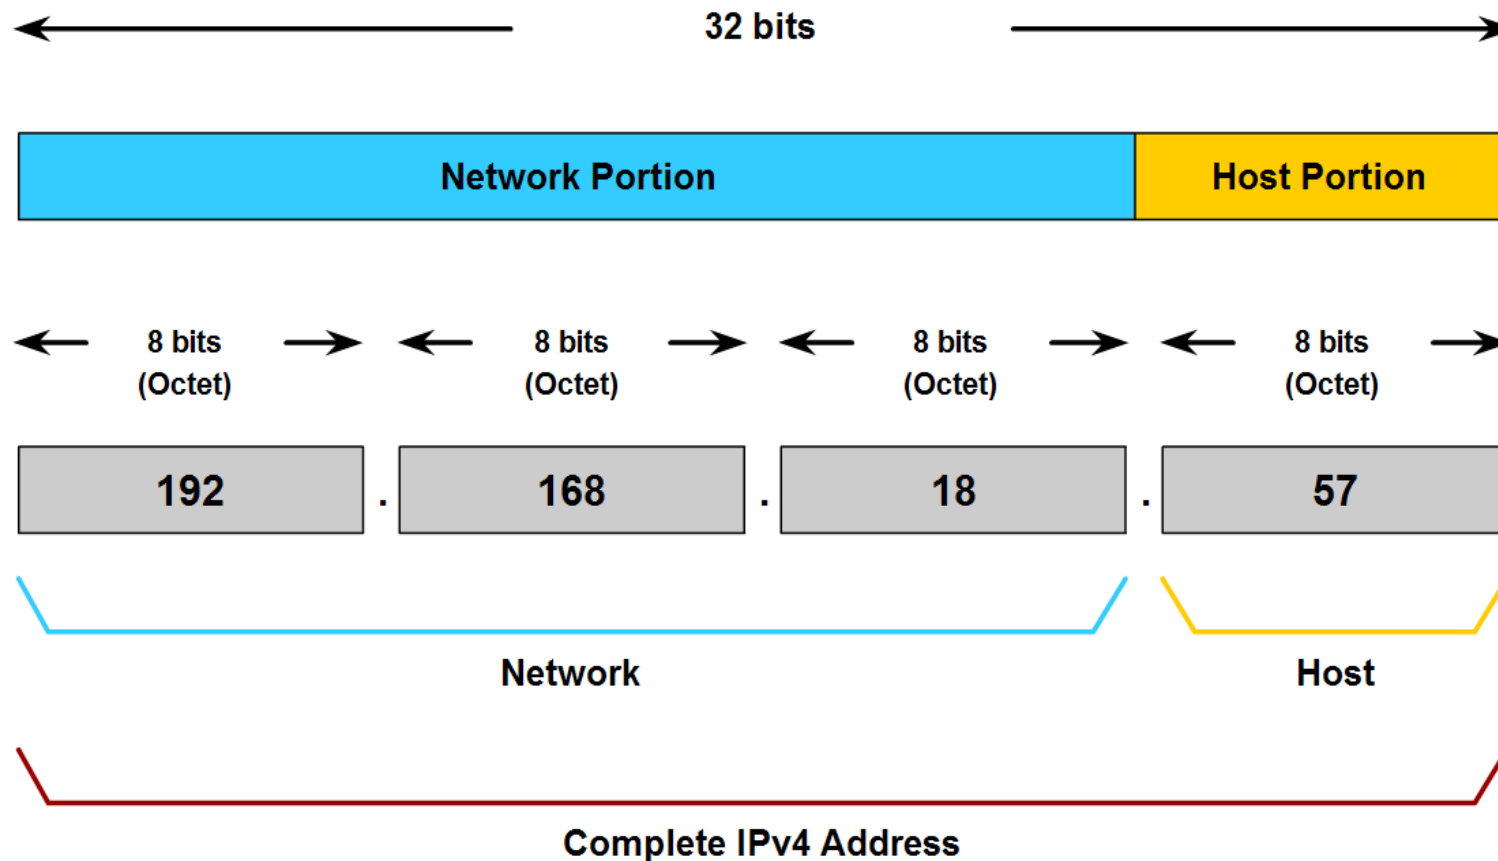 32 bits
Network Portion Host Portion
8 bits 8 bits 8 bits 8 bits
(Octet) (Octet) (Octet) (Octet)
192 . 168 . 18 . 57
Network Host
Complete IPv4 Address